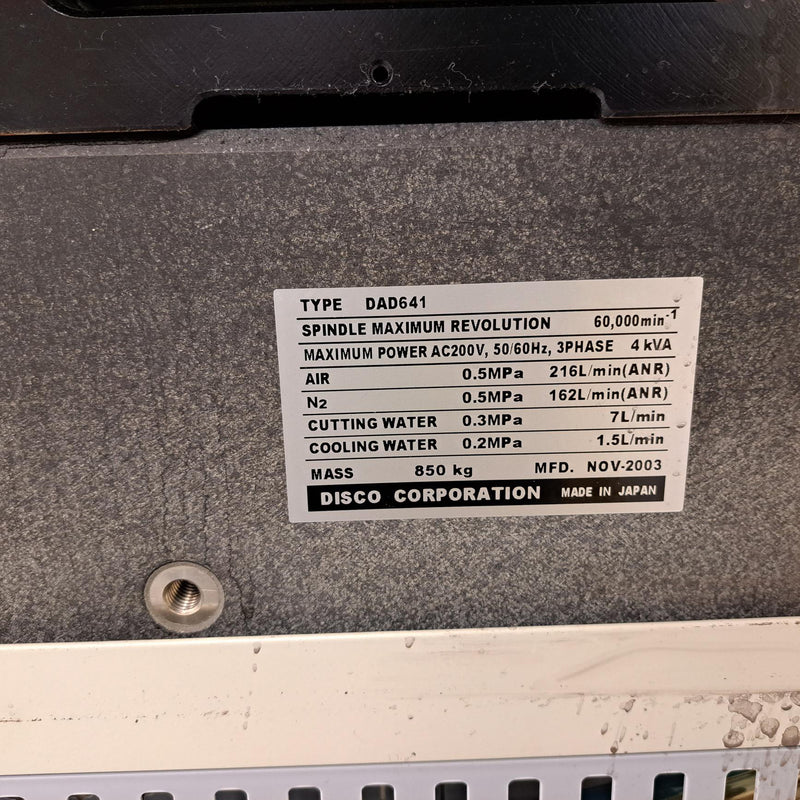 TYPE DAD641
SPINDLE MAXIMUM REVOLUTION 60,000min-1
MAXIMUM POWER AC200V, 50/60Hz, 3PHASE 4 kVA
AIR 0.5MPa 216L/min(ANR)
N2 0.5MPa 162L/min(ANR)
CUTTING WATER 0.3MPa 7L/min
COOLING WATER 0.2MPa 1.5L/min
MASS 850 kg MFD. NOV-2003
DISCO CORPORATION MADE IN JAPAN